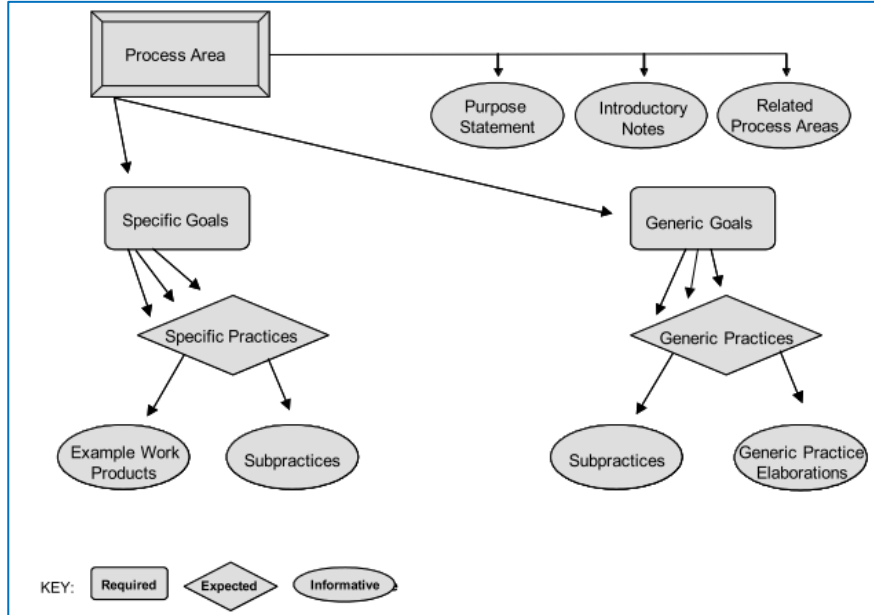 Process Area
Purpose
Statement
Introductory
Notes
Related
Process Areas
Specific Goals
Generic Goals
Specific Practices
Generic Practices
Example Work
Products
Subpractices
Subpractices
Generic Practice
Elaborations
KEY:
Required
Expected
Informative